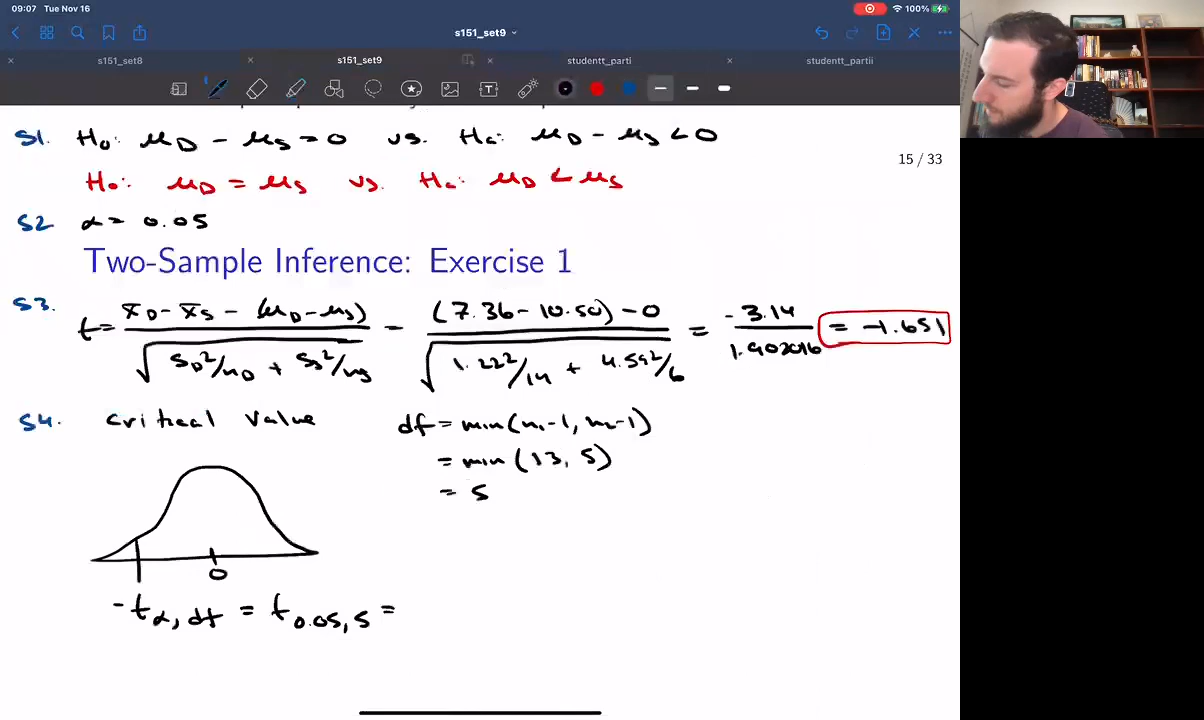 09:07 Tue Nov 16
100%
s151_set9
s151_set8 s151_set9 studentt_parti studentt_partii
S1. H₀: μD − μS = 0 vs. Hₐ: μD − μS < 0
15 / 33
H₀: μD = μS vs. Hₐ: μD < μS
S2 α = 0.05
Two-Sample Inference: Exercise 1
S3. t = x̄D − x̄S − (μD − μS) / √(sD²/nD + sS²/nS) = (7.36 − 10.50) − 0 / √(1.22²/14 + 4.59²/6) = −3.14 / 1.902016 = −1.651
S4. critical value df = min(n₁−1, n₂−1)
= min(13, 5)
= 5
0
−tα,df = t0.05,5 =